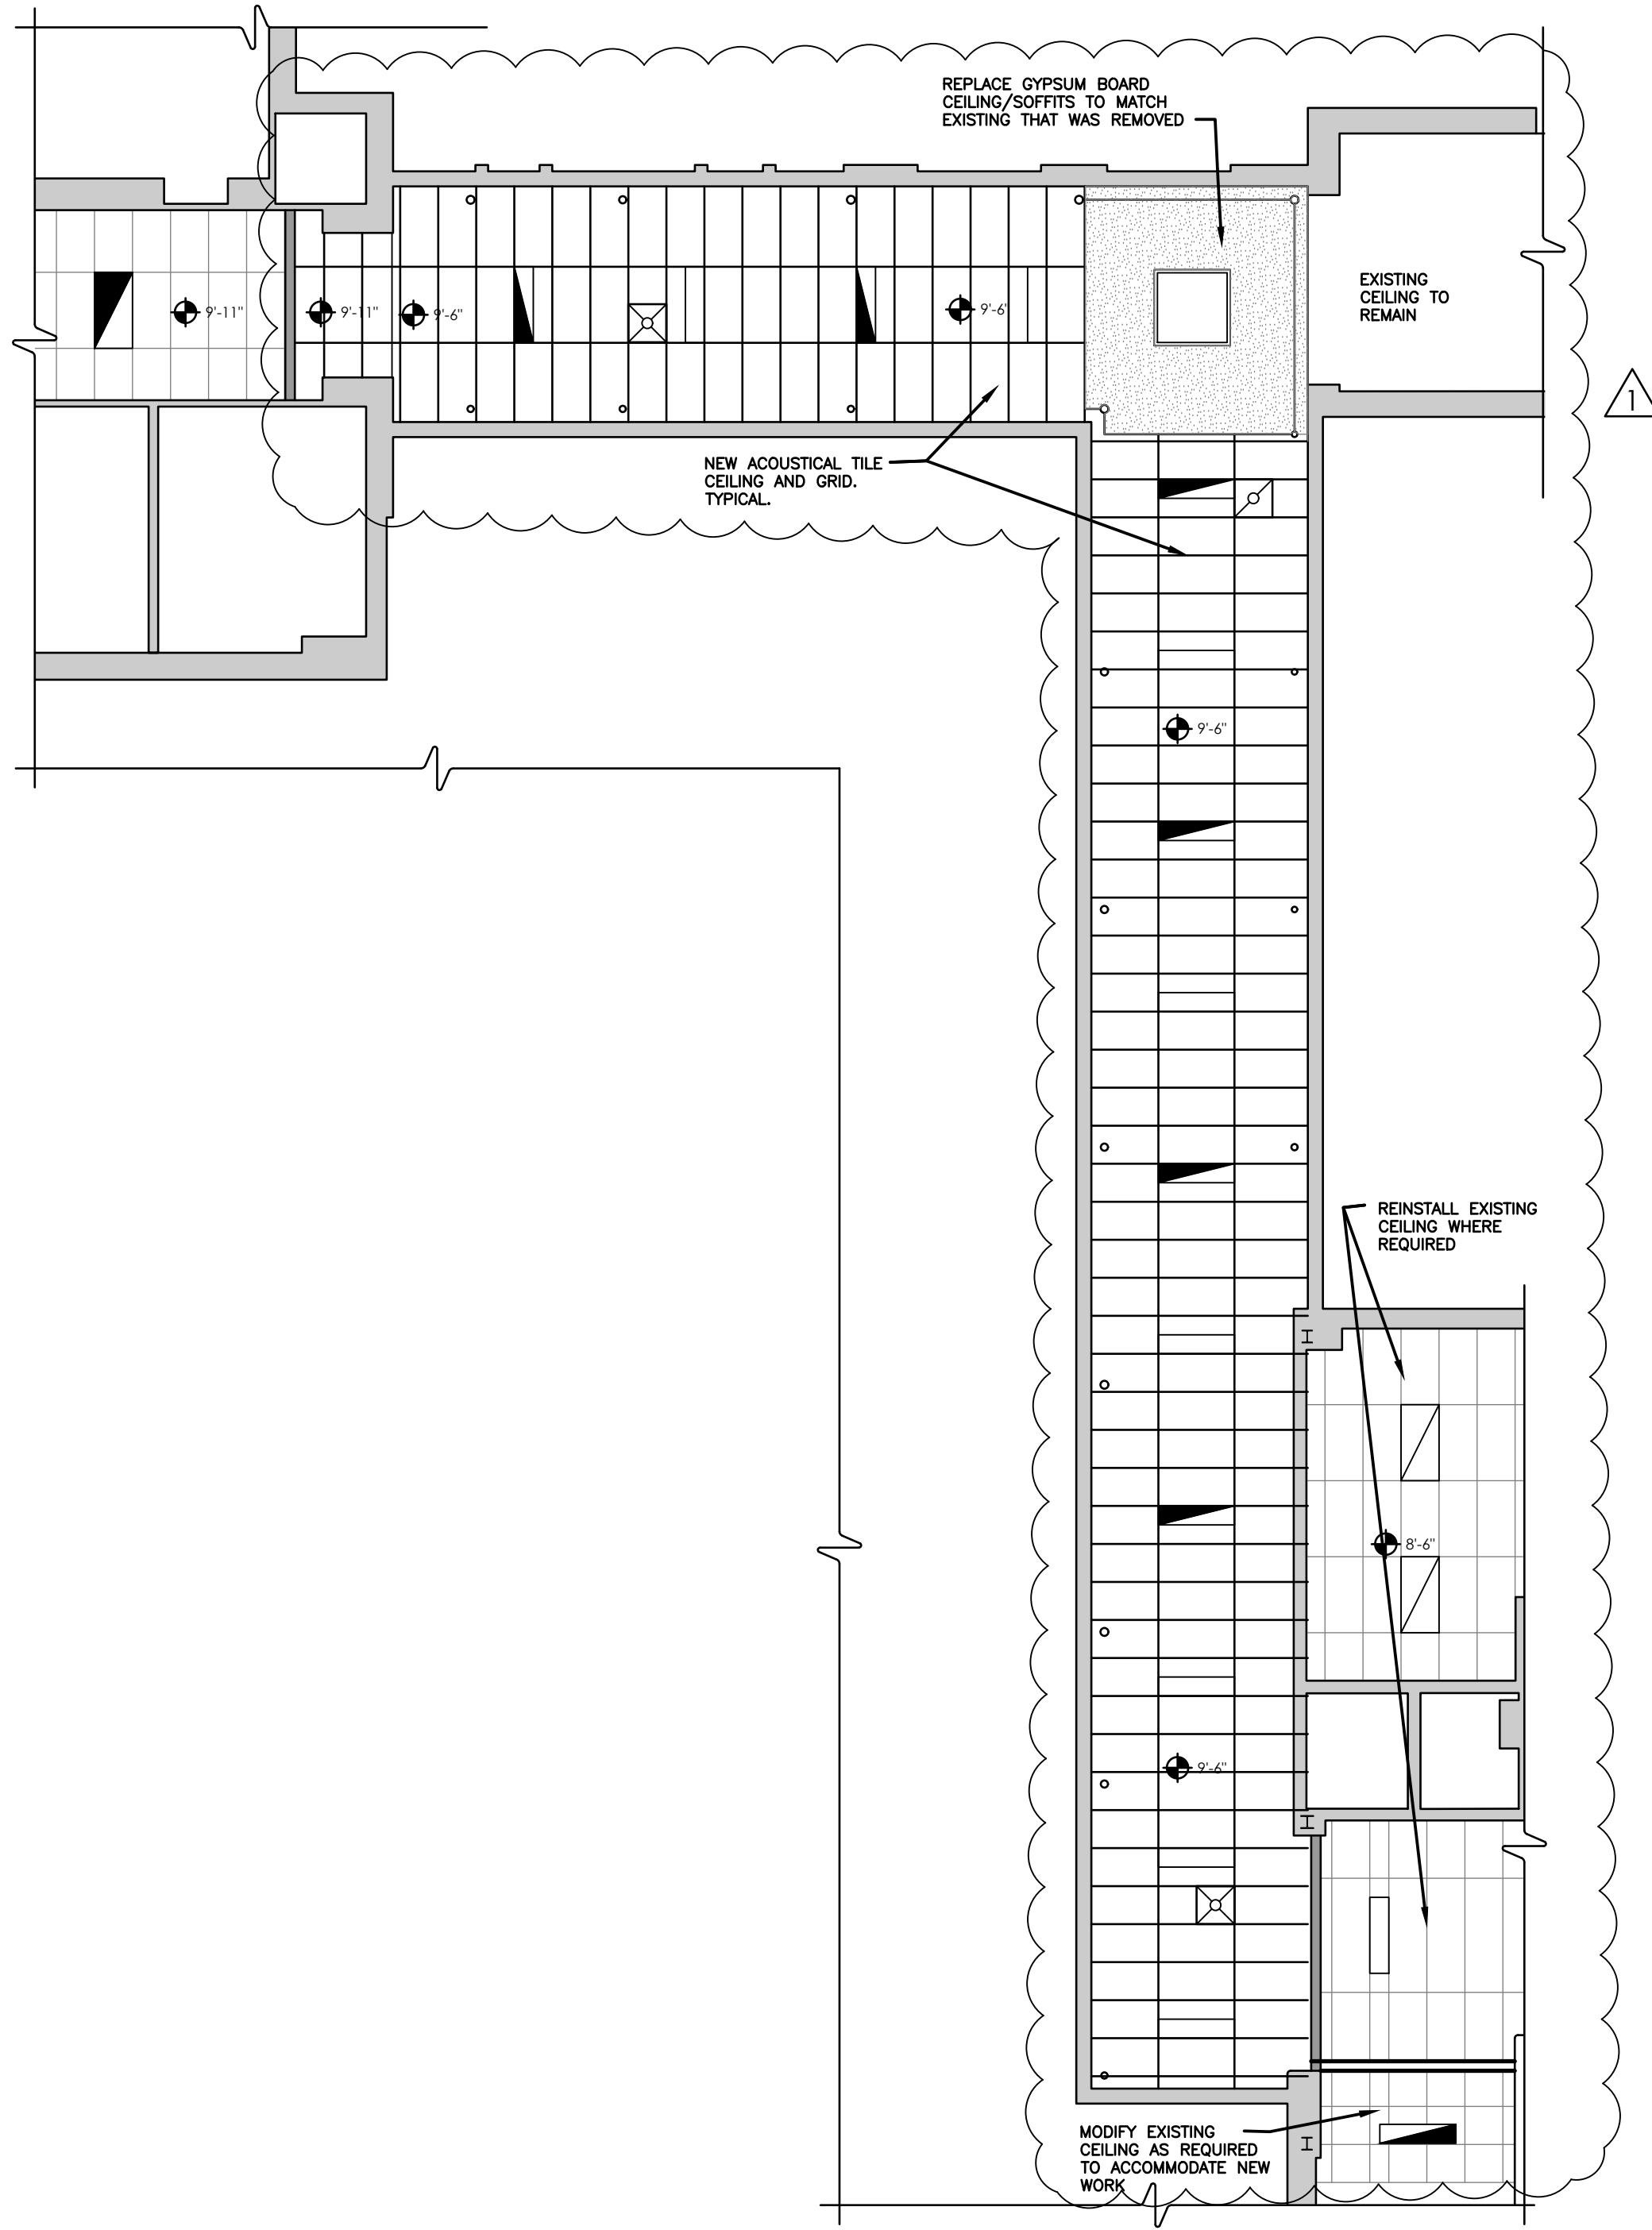 REPLACE GYPSUM BOARD
CEILING/SOFFITS TO MATCH
EXISTING THAT WAS REMOVED
EXISTING
CEILING TO
REMAIN
9'-11"
9'-11"
9'-6"
9'-6"
1
NEW ACOUSTICAL TILE
CEILING AND GRID.
TYPICAL.
9'-6"
REINSTALL EXISTING
CEILING WHERE
REQUIRED
8'-6"
9'-6"
MODIFY EXISTING
CEILING AS REQUIRED
TO ACCOMMODATE NEW
WORK